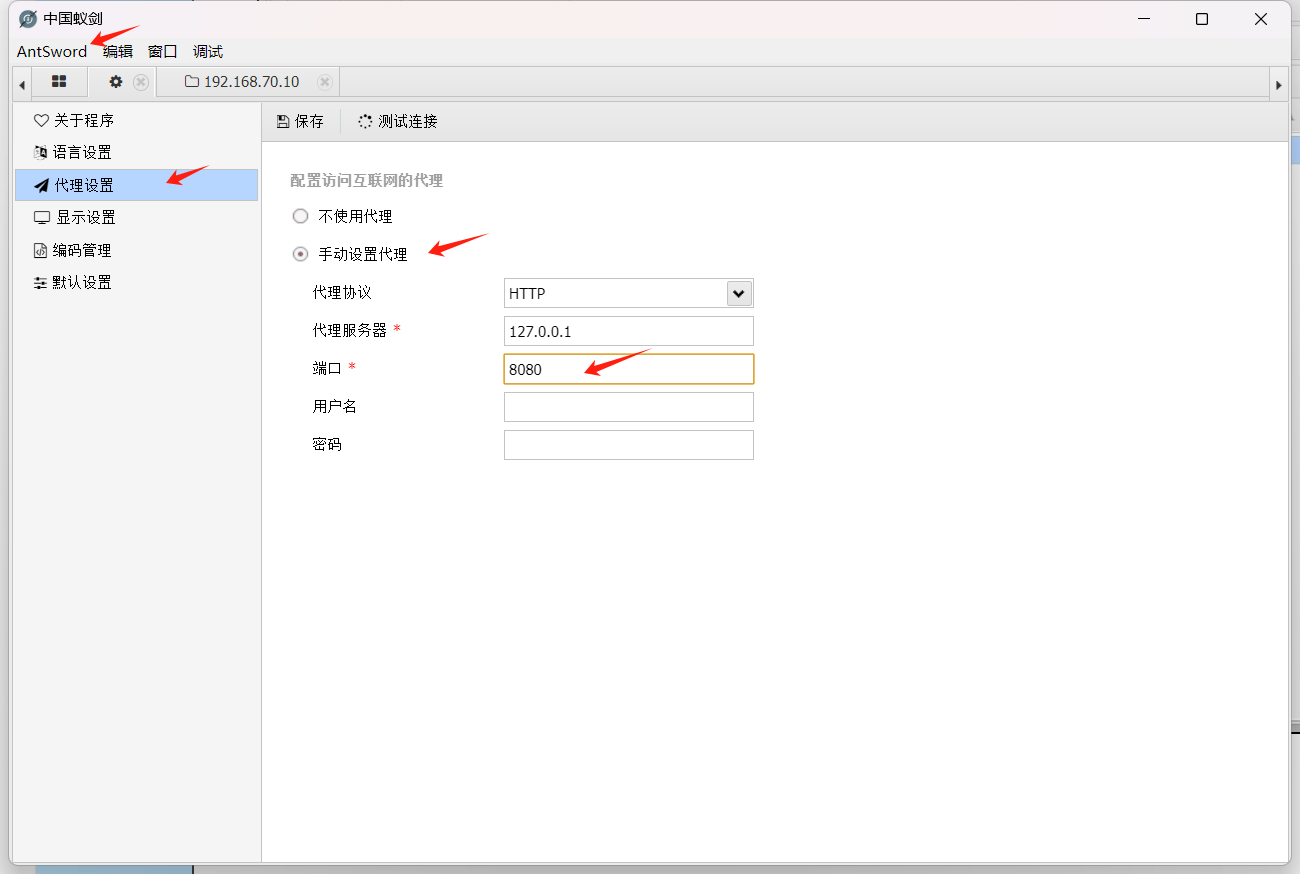 中国蚁剑
AntSword 编辑 窗口 调试
192.168.70.10
关于程序
语言设置
代理设置
显示设置
编码管理
默认设置
保存 测试连接
配置访问互联网的代理
不使用代理
手动设置代理
代理协议 HTTP
代理服务器 * 127.0.0.1
端口 * 8080
用户名
密码